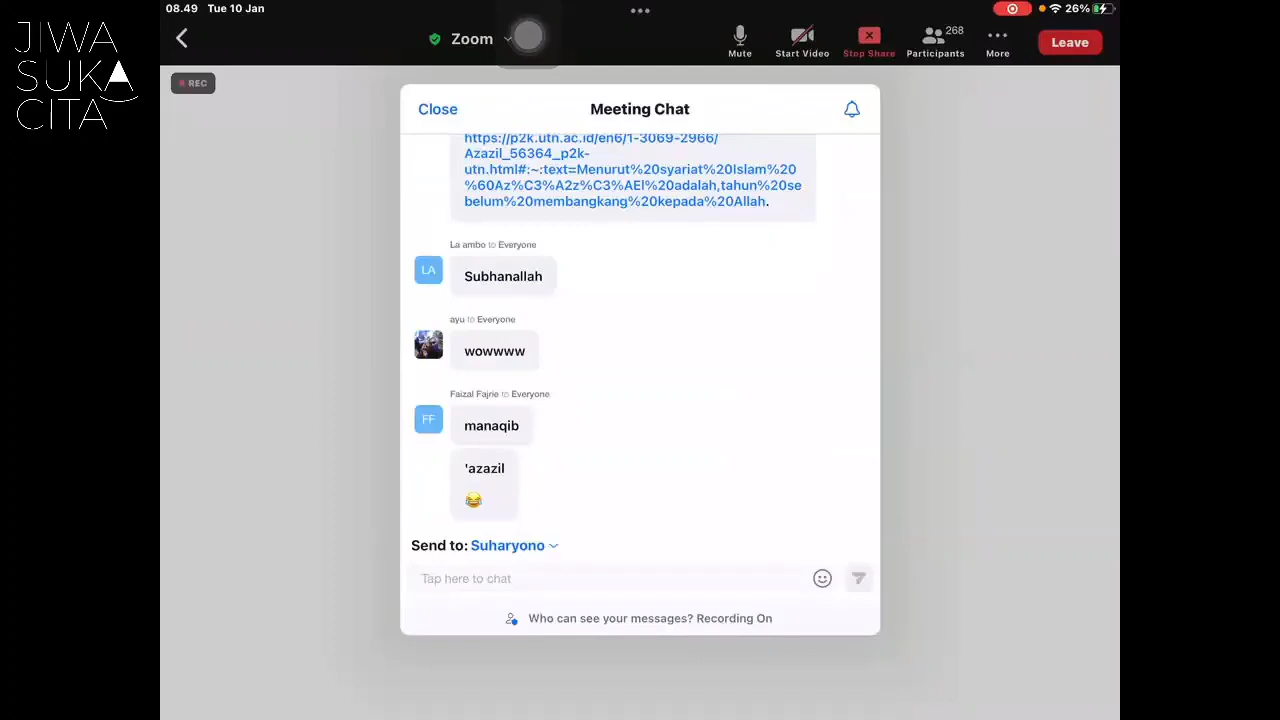 JIWA
SUKA
CITA
08.49 Tue 10 Jan
26%
Zoom
268
Mute
Start Video
Stop Share
Participants
More
Leave
REC
Close
Meeting Chat
https://p2k.utn.ac.id/en6/1-3069-2966/
Azazil_56364_p2k-
utn.html#:~:text=Menurut%20syariat%20Islam%20
%60Az%C3%A2z%C3%AEl%20adalah,tahun%20se
belum%20membangkang%20kepada%20Allah.
La ambo to Everyone
LA
Subhanallah
ayu to Everyone
wowwww
Faizal Fajrie to Everyone
FF
manaqib
'azazil
😂
Send to: Suharyono
Tap here to chat
Who can see your messages? Recording On